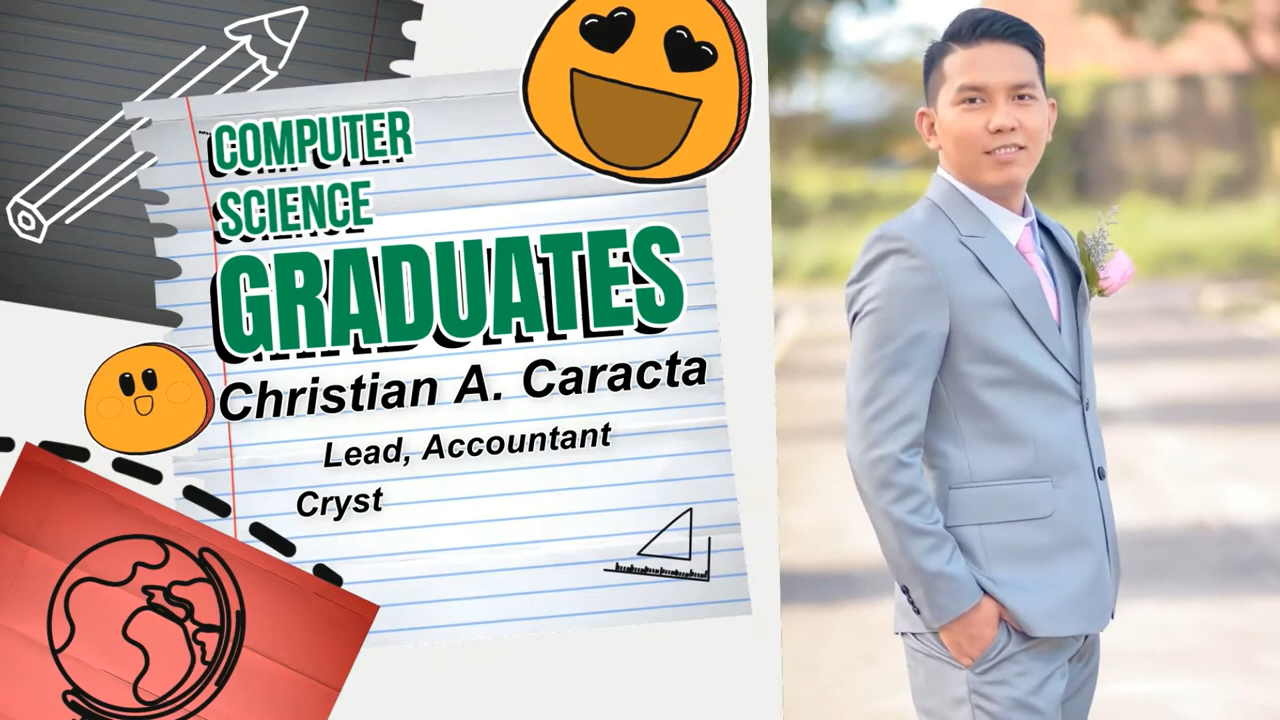 COMPUTER
SCIENCE
GRADUATES
Christian A. Caracta
Lead, Accountant
Cryst